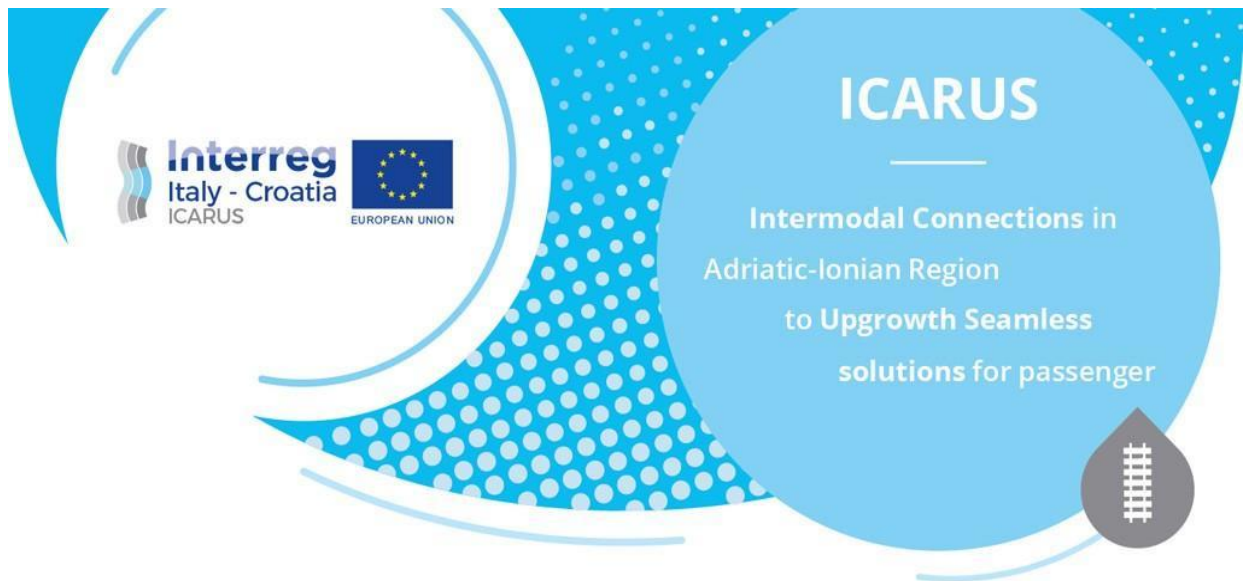 Interreg
Italy - Croatia
ICARUS
EUROPEAN UNION
ICARUS
Intermodal Connections in
Adriatic-Ionian Region
to Upgrowth Seamless
solutions for passenger